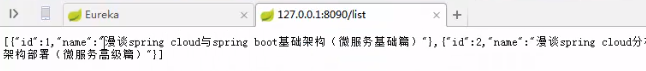 Eureka
127.0.0.1:8090/list
[{"id":1,"name":"漫谈spring cloud与spring boot基础架构（微服务基础篇）"},{"id":2,"name":"漫谈spring cloud分
架构部署（微服务高级篇）"}]